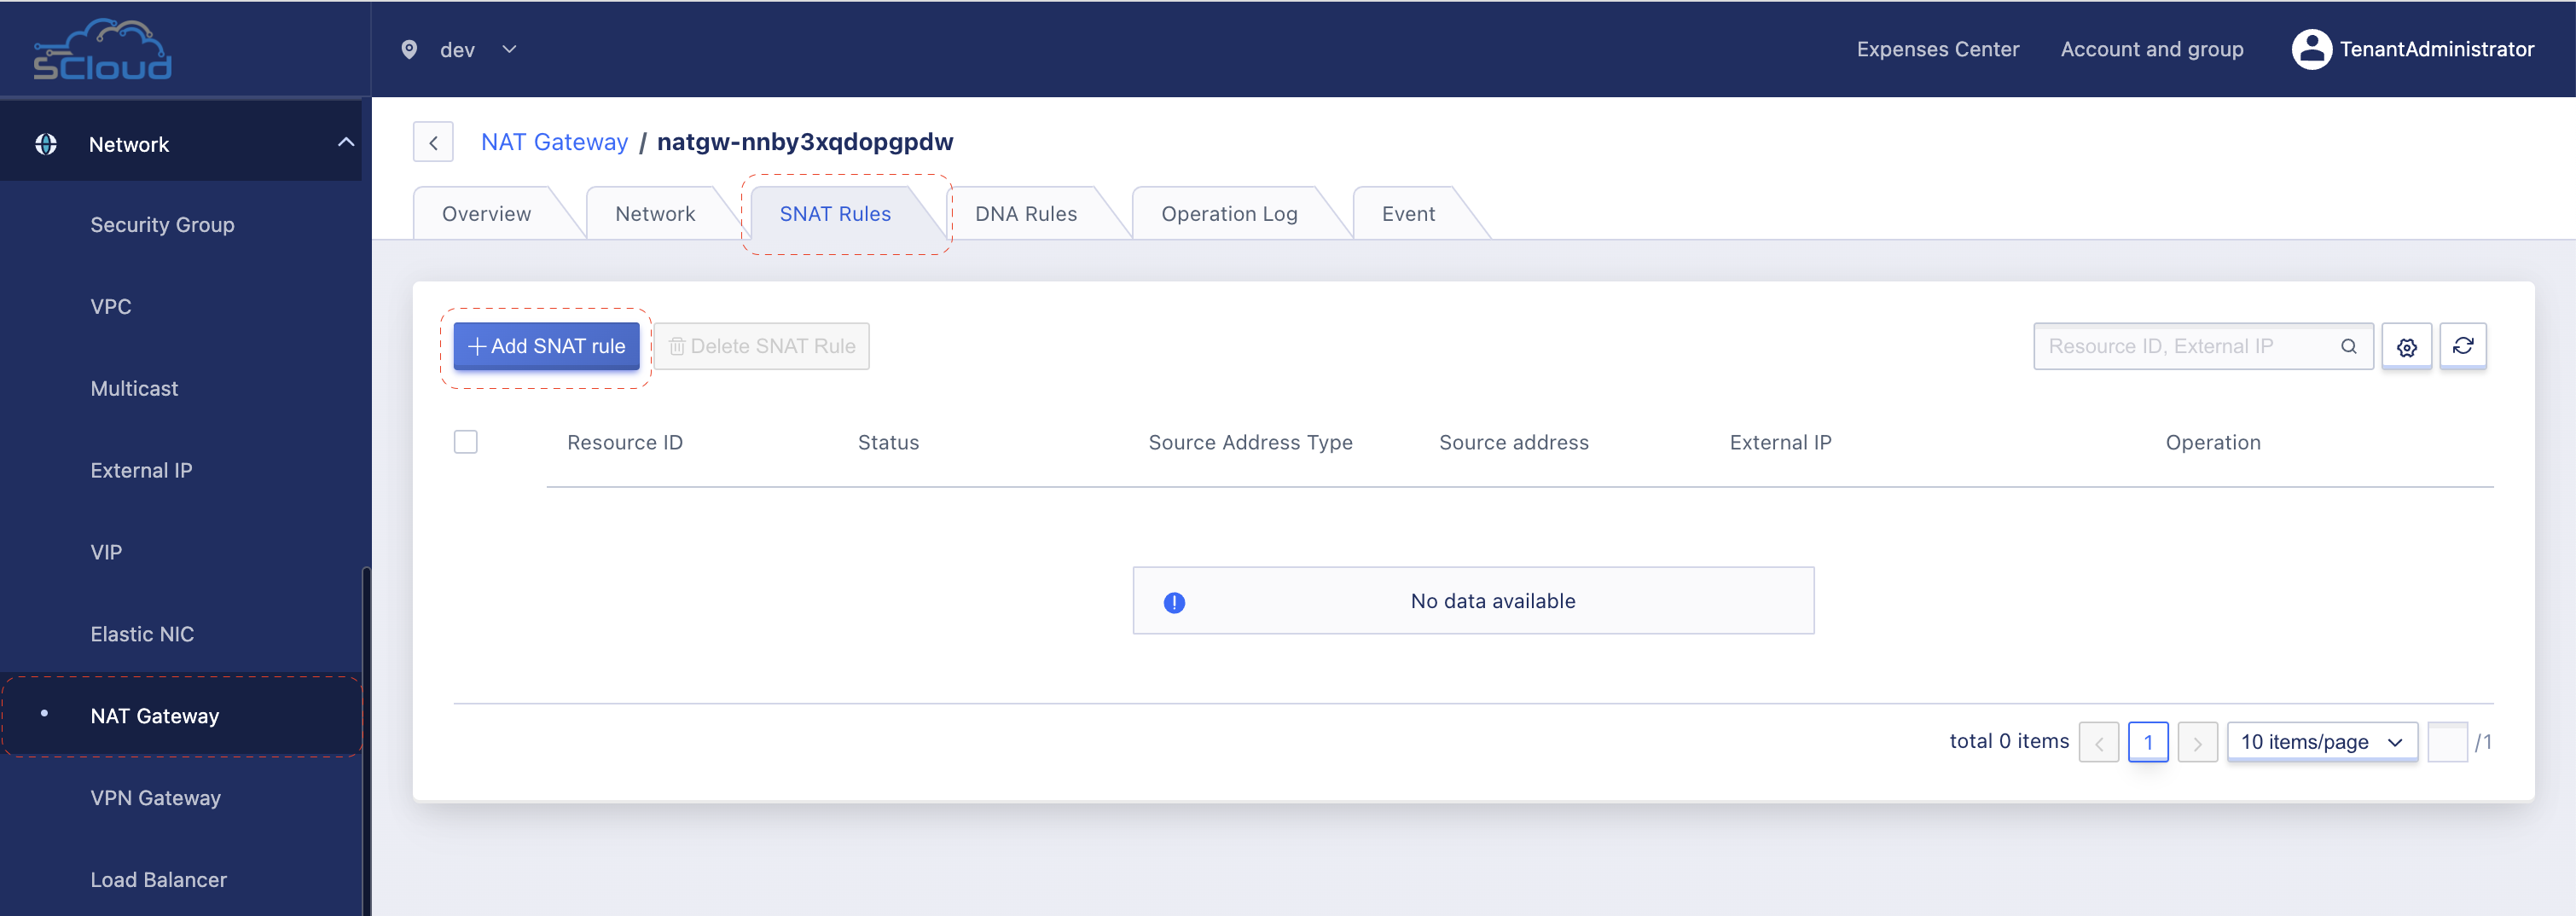 SCloud
dev
Expenses Center
Account and group
TenantAdministrator
Network
Security Group
VPC
Multicast
External IP
VIP
Elastic NIC
NAT Gateway
VPN Gateway
Load Balancer
NAT Gateway / natgw-nnby3xqdopgpdw
Overview
Network
SNAT Rules
DNA Rules
Operation Log
Event
Add SNAT rule
Delete SNAT Rule
Resource ID, External IP
Resource ID
Status
Source Address Type
Source address
External IP
Operation
No data available
total 0 items
1
10 items/page
/1